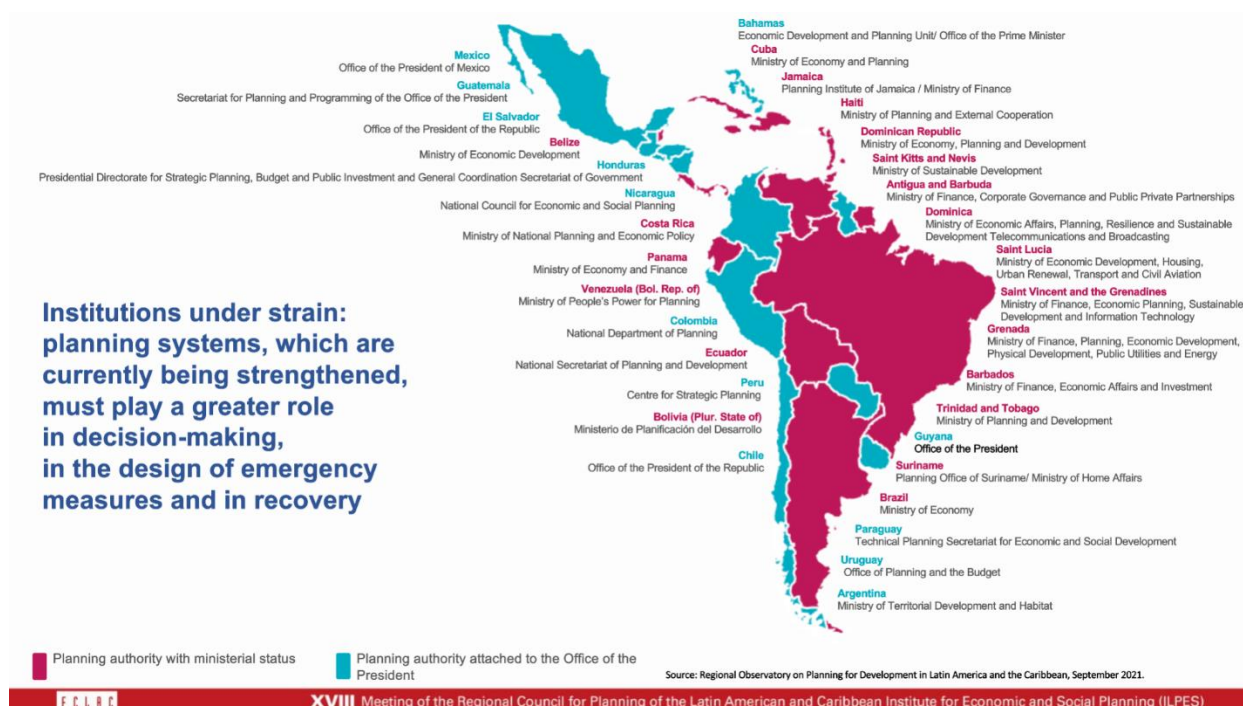 Bahamas
Economic Development and Planning Unit/ Office of the Prime Minister
Cuba
Ministry of Economy and Planning
Jamaica
Planning Institute of Jamaica / Ministry of Finance
Haiti
Ministry of Planning and External Cooperation
Dominican Republic
Ministry of Economy, Planning and Development
Saint Kitts and Nevis
Ministry of Sustainable Development
Antigua and Barbuda
Ministry of Finance, Corporate Governance and Public Private Partnerships
Dominica
Ministry of Economic Affairs, Planning, Resilience and Sustainable
Development Telecommunications and Broadcasting
Saint Lucia
Ministry of Economic Development, Housing,
Urban Renewal, Transport and Civil Aviation
Saint Vincent and the Grenadines
Ministry of Finance, Economic Planning, Sustainable
Development and Information Technology
Grenada
Ministry of Finance, Planning, Economic Development,
Physical Development, Public Utilities and Energy
Barbados
Ministry of Finance, Economic Affairs and Investment
Trinidad and Tobago
Ministry of Planning and Development
Guyana
Office of the President
Suriname
Planning Office of Suriname/ Ministry of Home Affairs
Brazil
Ministry of Economy
Paraguay
Technical Planning Secretariat for Economic and Social Development
Uruguay
Office of Planning and the Budget
Argentina
Ministry of Territorial Development and Habitat
Mexico
Office of the President of Mexico
Guatemala
Secretariat for Planning and Programming of the Office of the President
El Salvador
Office of the President of the Republic
Belize
Ministry of Economic Development
Honduras
Presidential Directorate for Strategic Planning, Budget and Public Investment and General Coordination Secretariat of Government
Nicaragua
National Council for Economic and Social Planning
Costa Rica
Ministry of National Planning and Economic Policy
Panama
Ministry of Economy and Finance
Venezuela (Bol. Rep. of)
Ministry of People's Power for Planning
Colombia
National Department of Planning
Ecuador
National Secretariat of Planning and Development
Peru
Centre for Strategic Planning
Bolivia (Plur. State of)
Ministerio de Planificación del Desarrollo
Chile
Office of the President of the Republic
Institutions under strain:
planning systems, which are
currently being strengthened,
must play a greater role
in decision-making,
in the design of emergency
measures and in recovery
Planning authority with ministerial status
Planning authority attached to the Office of the
President
Source: Regional Observatory on Planning for Development in Latin America and the Caribbean, September 2021.
ECLAC
XVIII Meeting of the Regional Council for Planning of the Latin American and Caribbean Institute for Economic and Social Planning (ILPES)